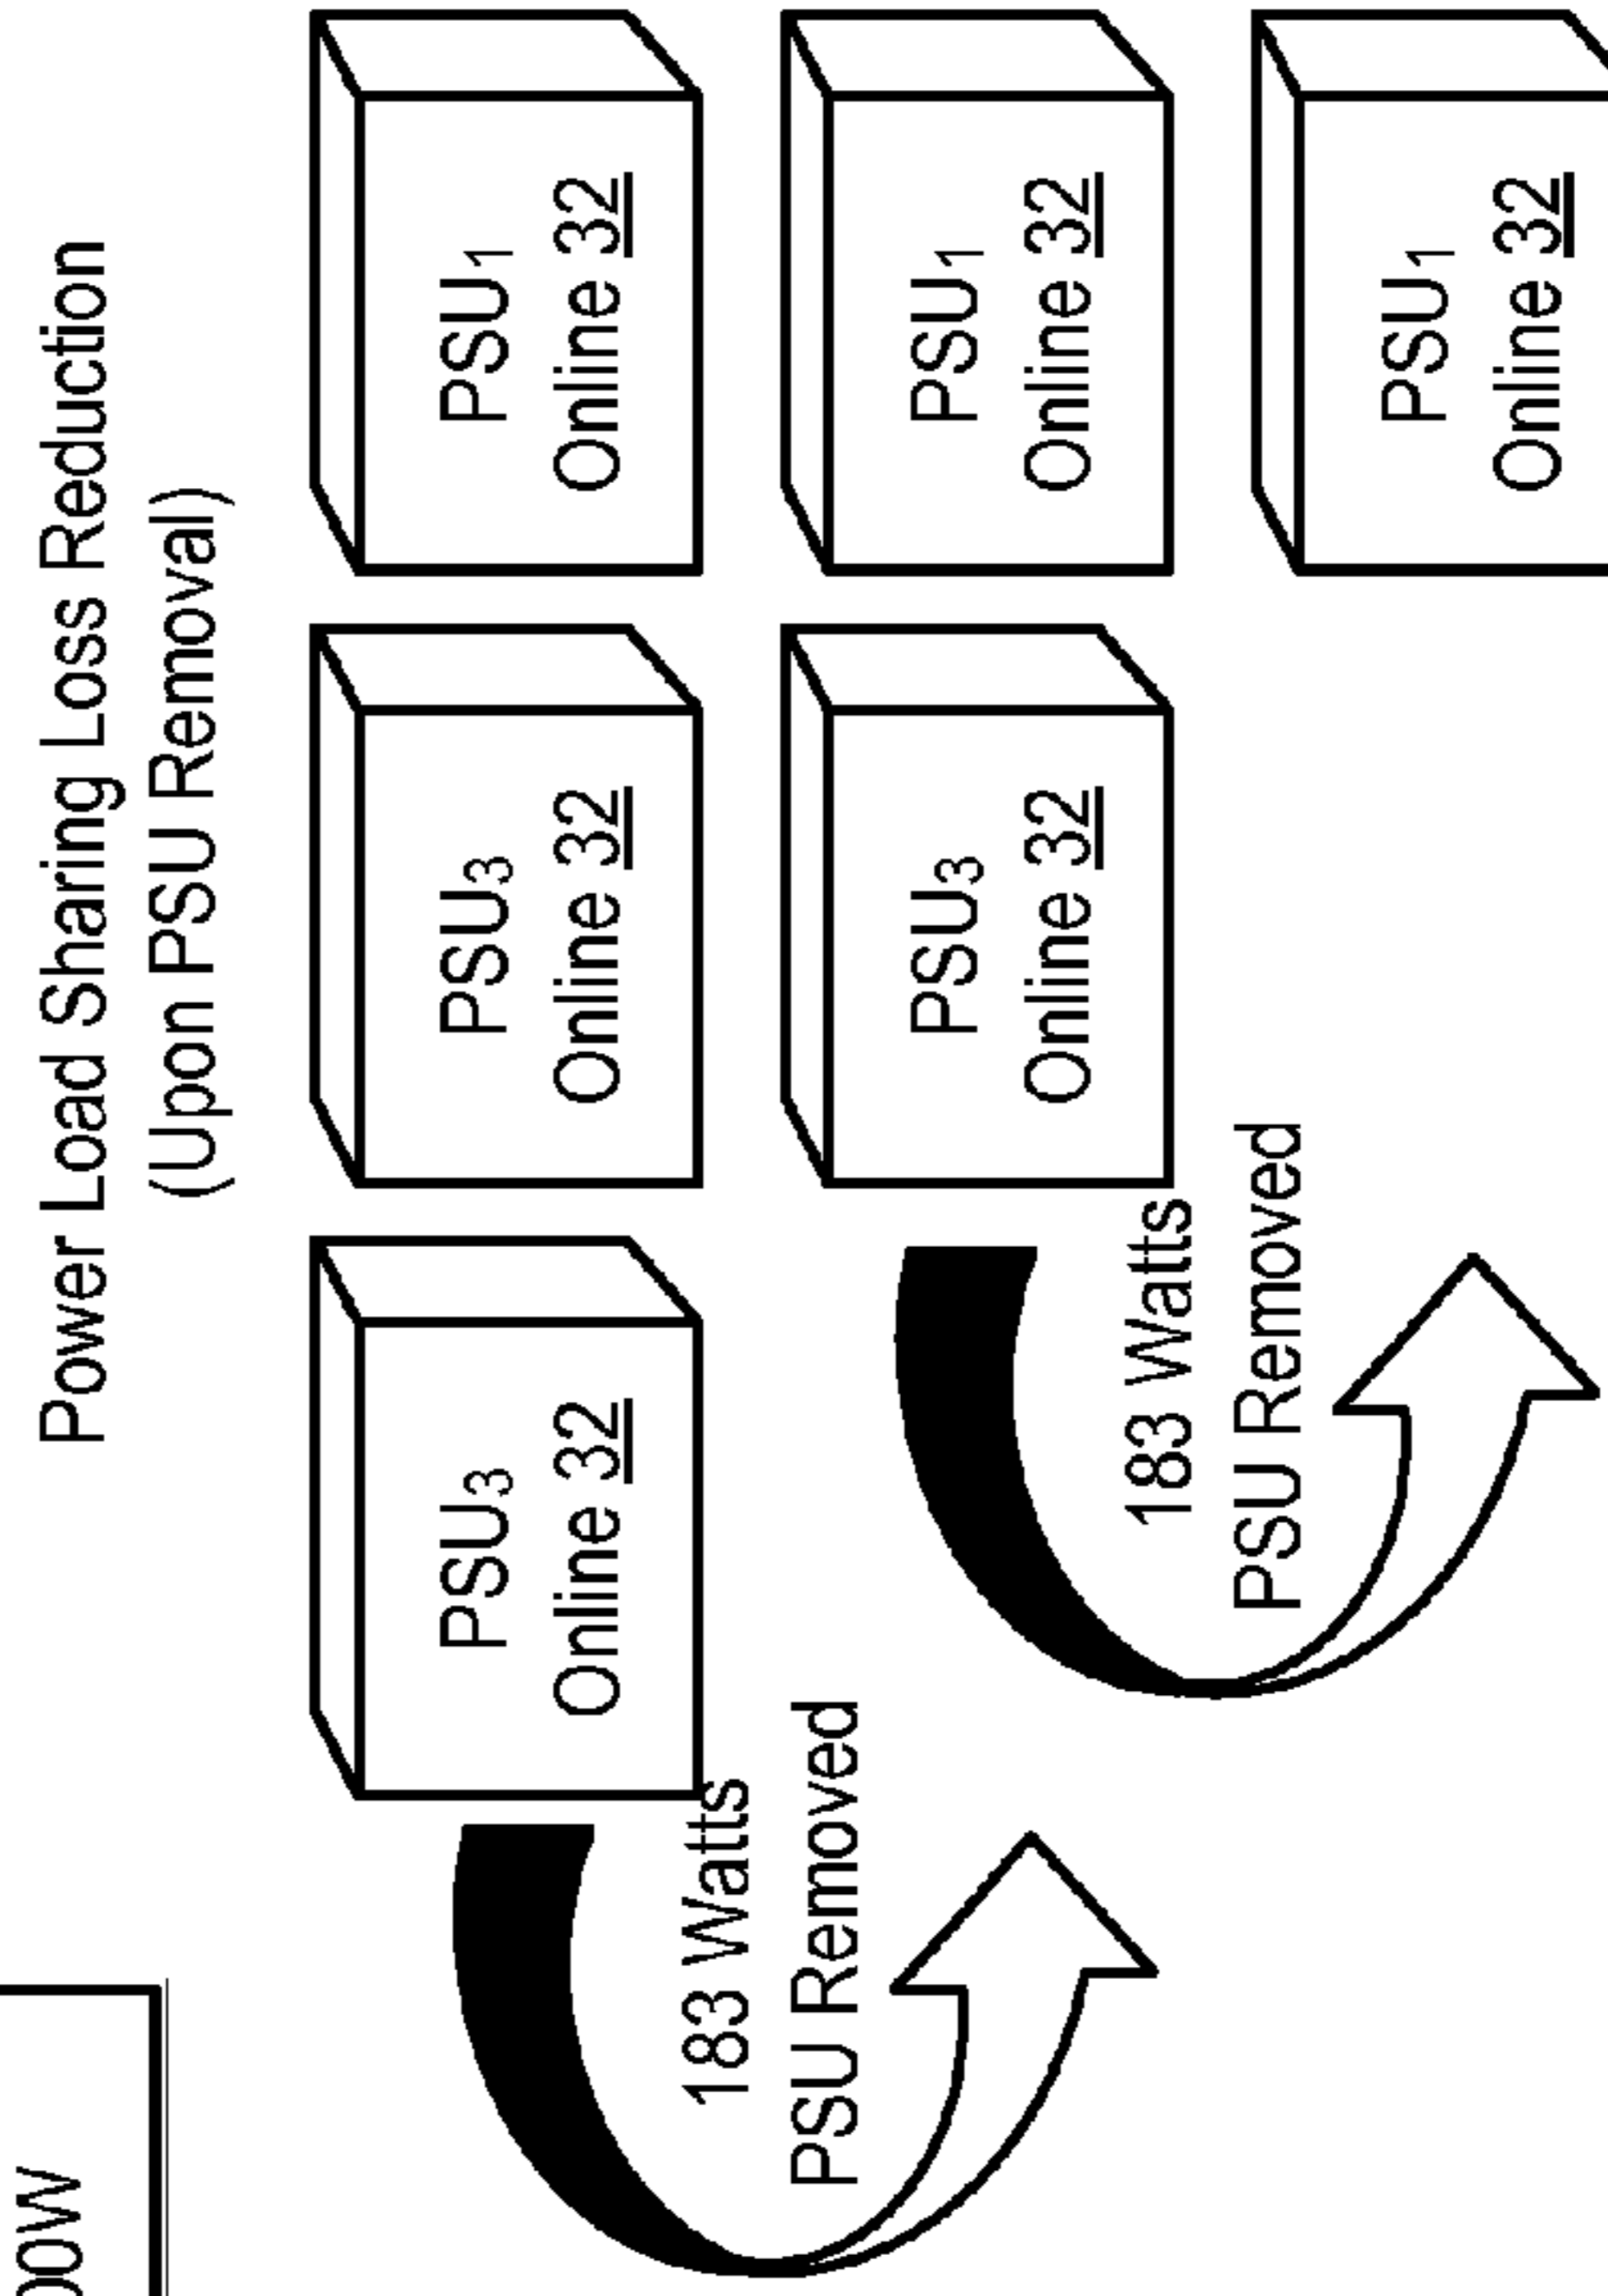 00W
Power Load Sharing Loss Reduction
(Upon PSU Removal)
PSU3
Online 32
PSU3
Online 32
PSU1
Online 32
183 Watts
PSU Removed
PSU3
Online 32
PSU1
Online 32
183 Watts
PSU Removed
PSU1
Online 32